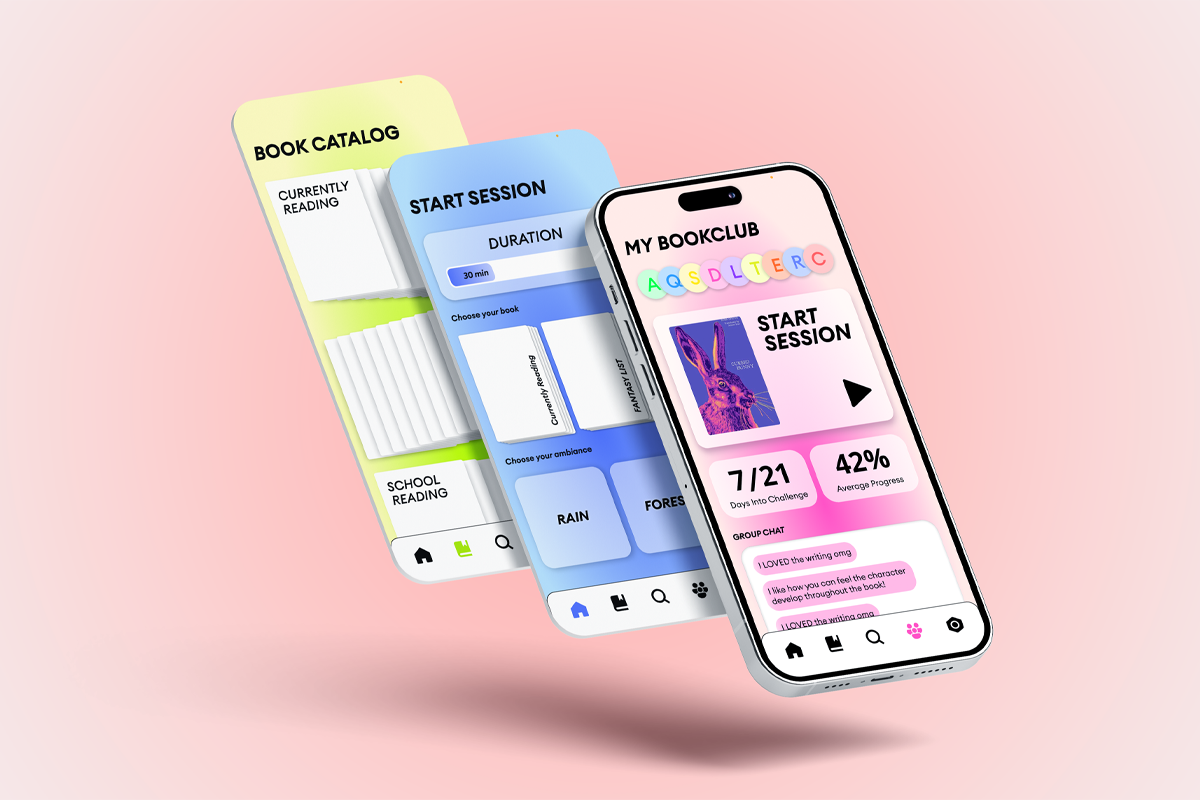 BOOK CATALOG
CURRENTLY
READING
SCHOOL
READING
START SESSION
DURATION
30 min
Choose your book
Currently Reading
FANTASY LIST
Choose your ambiance
RAIN
FORES
MY BOOKCLUB
A Q S D L T E R C
CURSED
BUNNY
START
SESSION
7/21
Days Into Challenge
42%
Average Progress
GROUP CHAT
I LOVED the writing omg
I like how you can feel the character
develop throughout the book!
I LOVED the writing omg